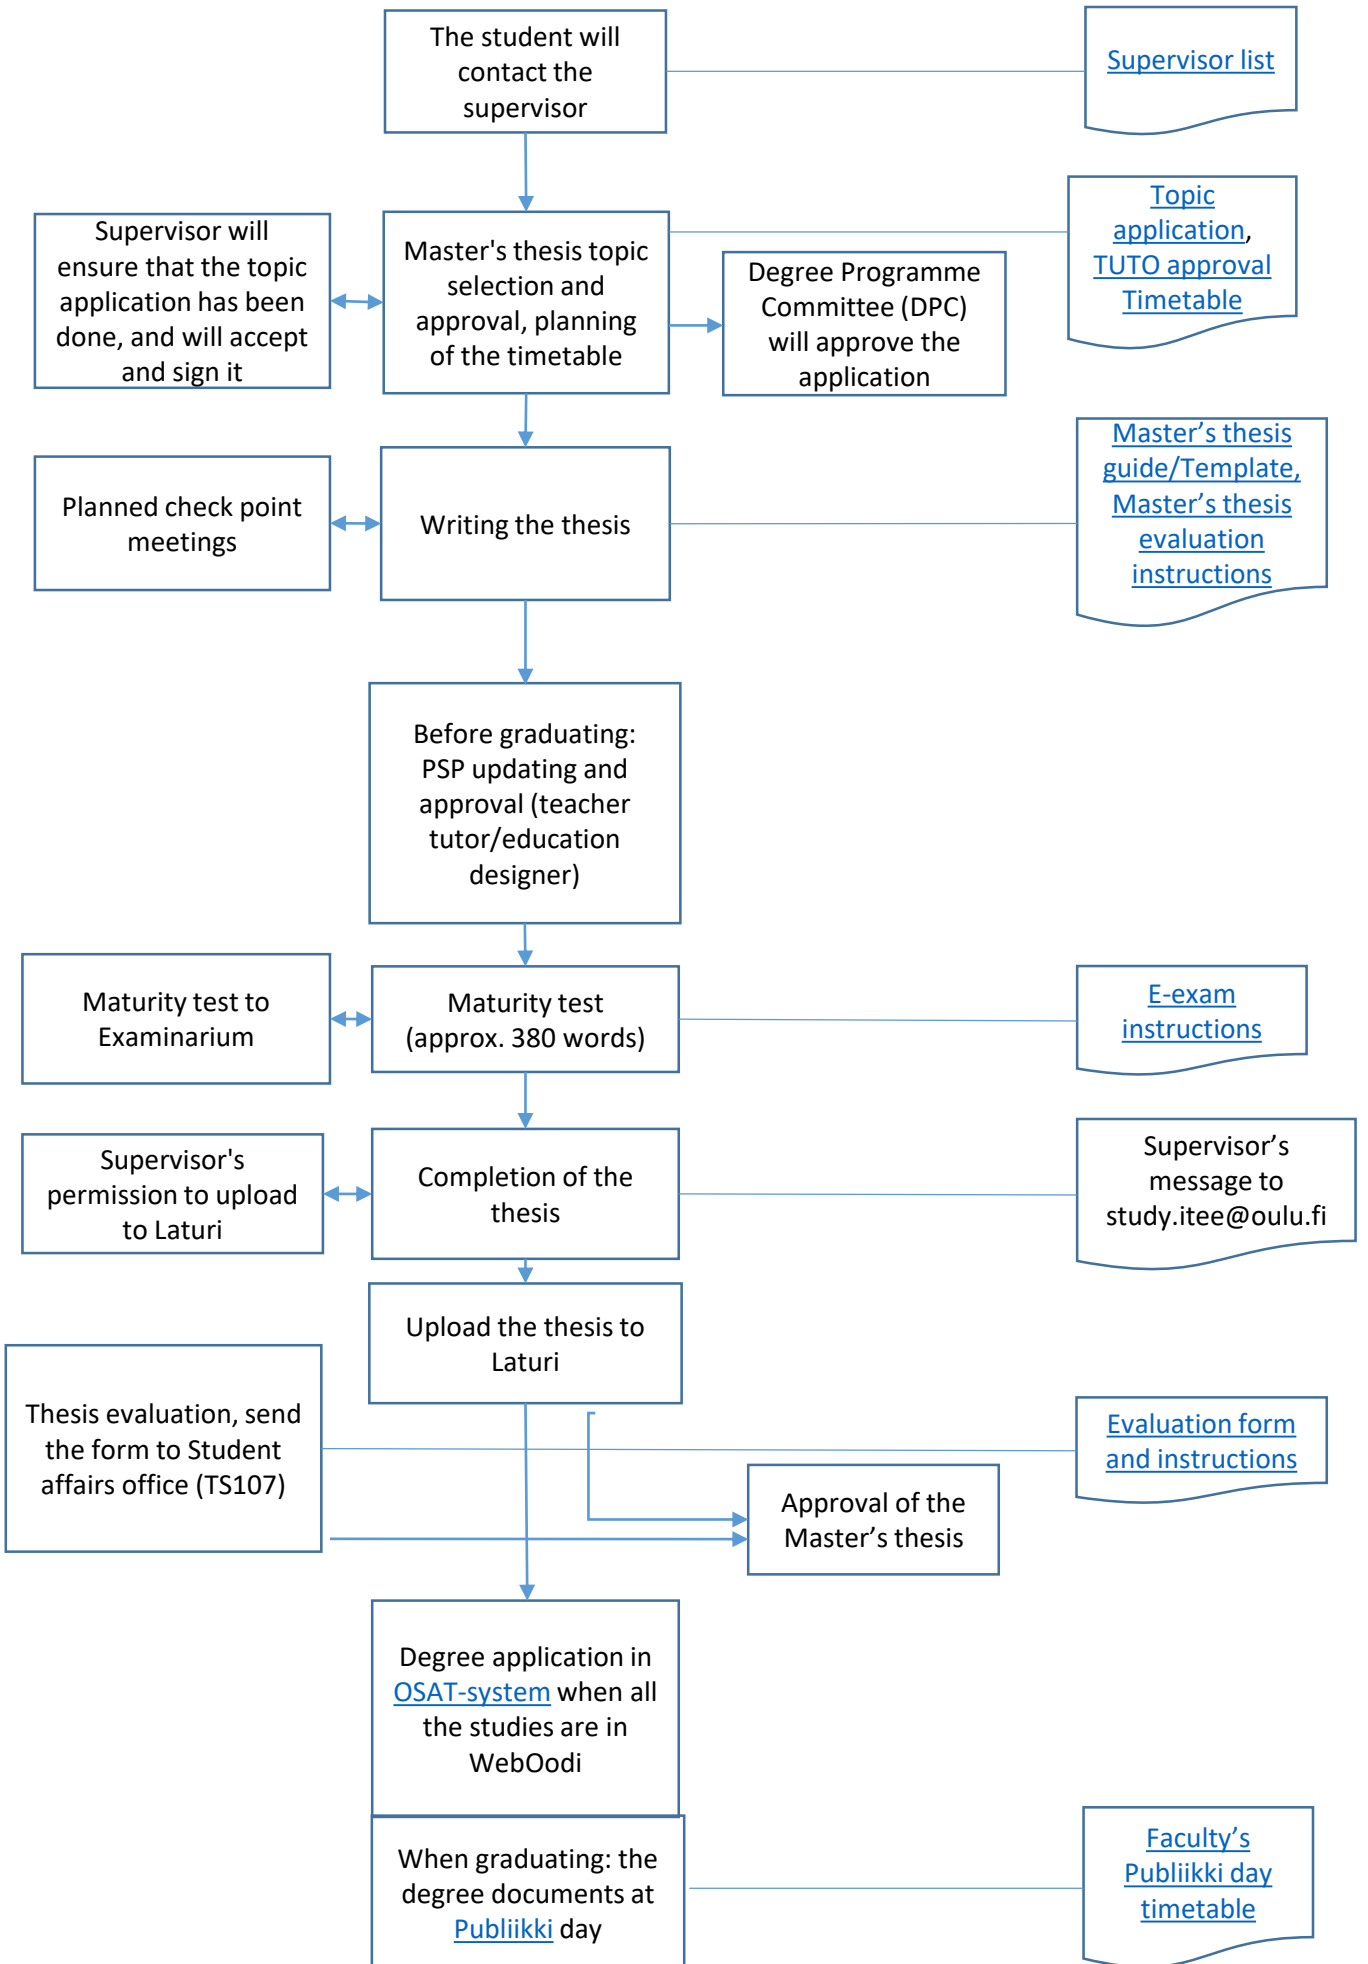 The student will
contact the
supervisor
Supervisor list
Supervisor will
ensure that the topic
application has been
done, and will accept
and sign it
Master's thesis topic
selection and
approval, planning
of the timetable
Degree Programme
Committee (DPC)
will approve the
application
Topic
application,
TUTO approval
Timetable
Planned check point
meetings
Writing the thesis
Master’s thesis
guide/Template,
Master’s thesis
evaluation
instructions
Before graduating:
PSP updating and
approval (teacher
tutor/education
designer)
Maturity test to
Examinarium
Maturity test
(approx. 380 words)
E-exam
instructions
Supervisor's
permission to upload
to Laturi
Completion of the
thesis
Supervisor’s
message to
study.itee@oulu.fi
Upload the thesis to
Laturi
Thesis evaluation, send
the form to Student
affairs office (TS107)
Evaluation form
and instructions
Approval of the
Master’s thesis
Degree application in
OSAT-system when all
the studies are in
WebOodi
When graduating: the
degree documents at
Publiikki day
Faculty’s
Publiikki day
timetable